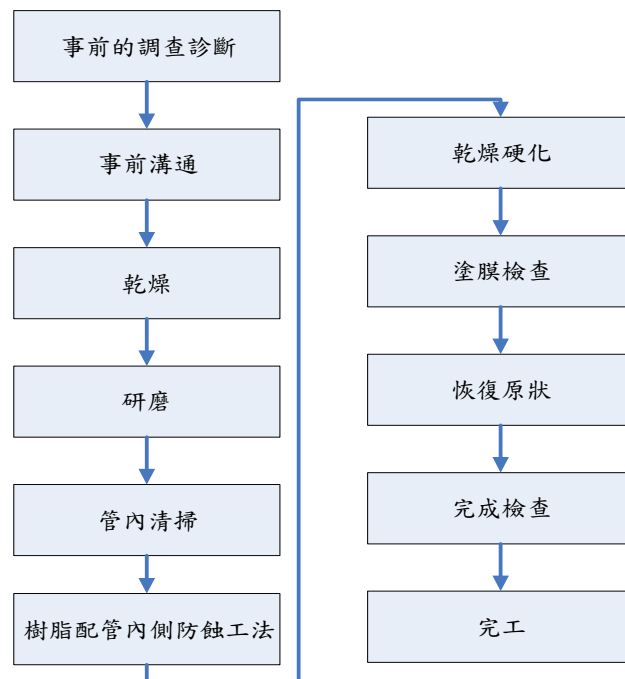 事前的調查診斷
事前溝通
乾燥
研磨
管內清掃
樹脂配管內側防蝕工法
乾燥硬化
塗膜檢查
恢復原狀
完成檢查
完工